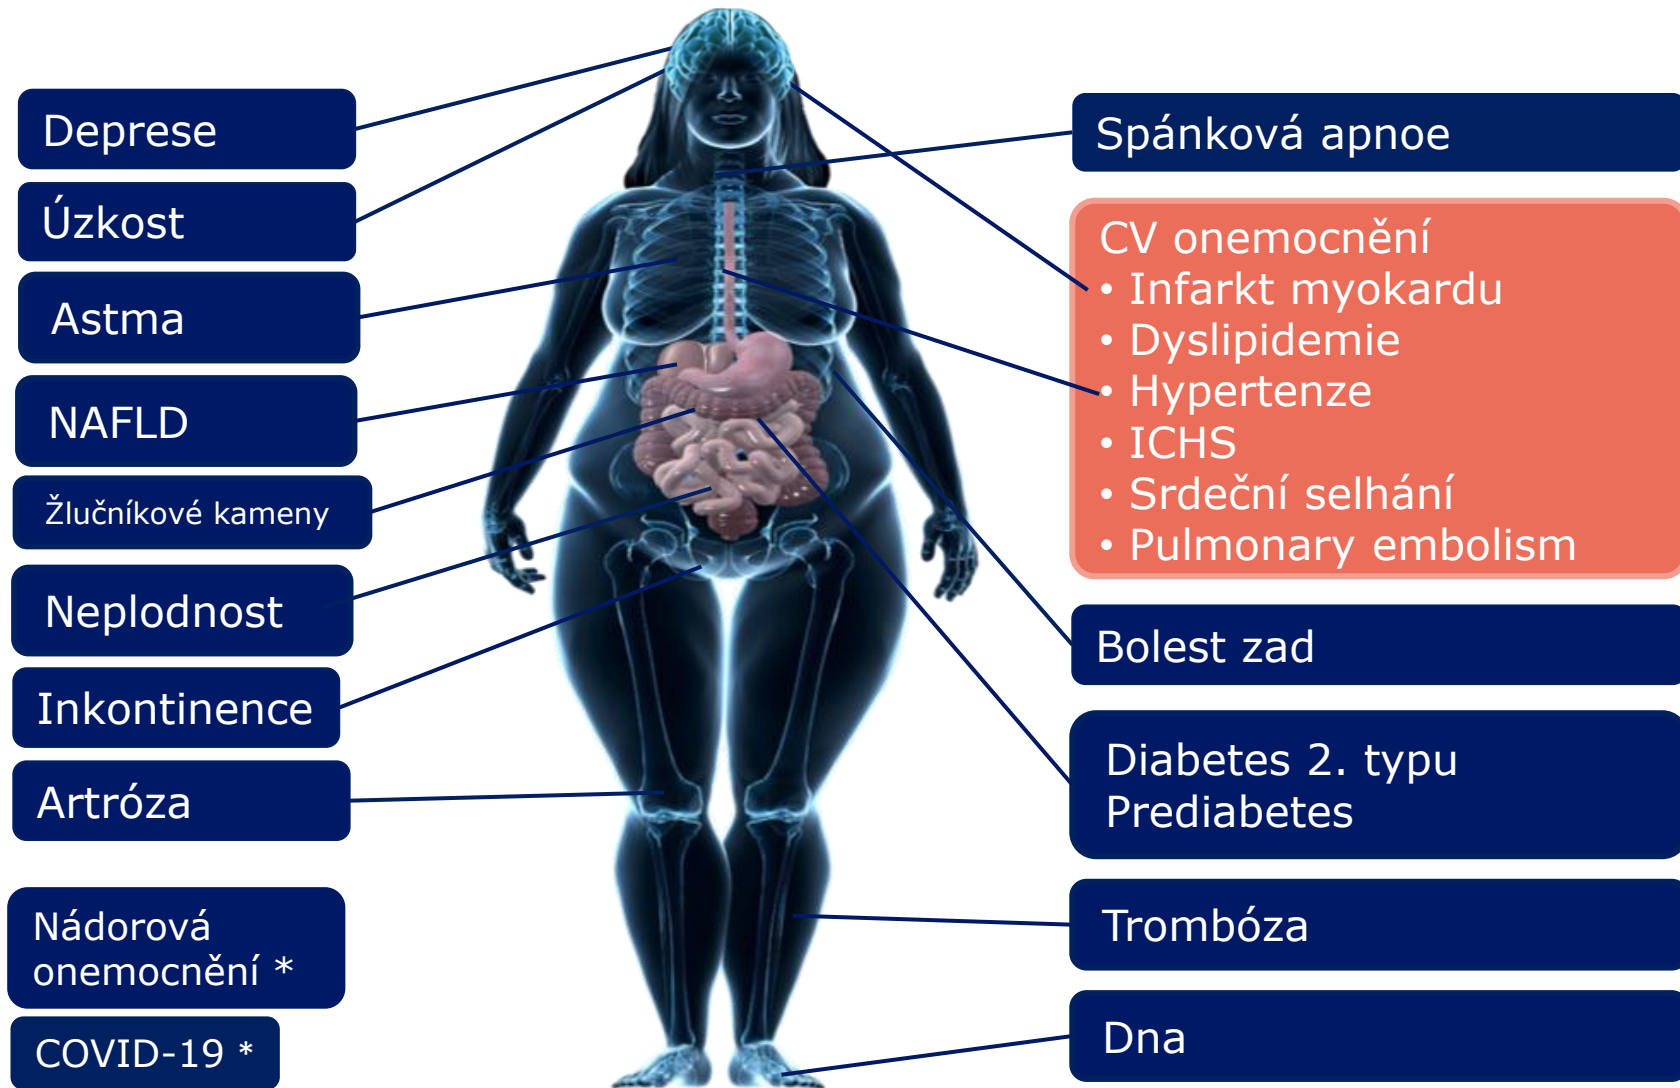 Deprese
Úzkost
Astma
NAFLD
Žlučníkové kameny
Neplodnost
Inkontinence
Artróza
Nádorová
onemocnění *
COVID-19 *
Spánková apnoe
CV onemocnění
• Infarkt myokardu
• Dyslipidemie
• Hypertenze
• ICHS
• Srdeční selhání
• Pulmonary embolism
Bolest zad
Diabetes 2. typu
Prediabetes
Trombóza
Dna